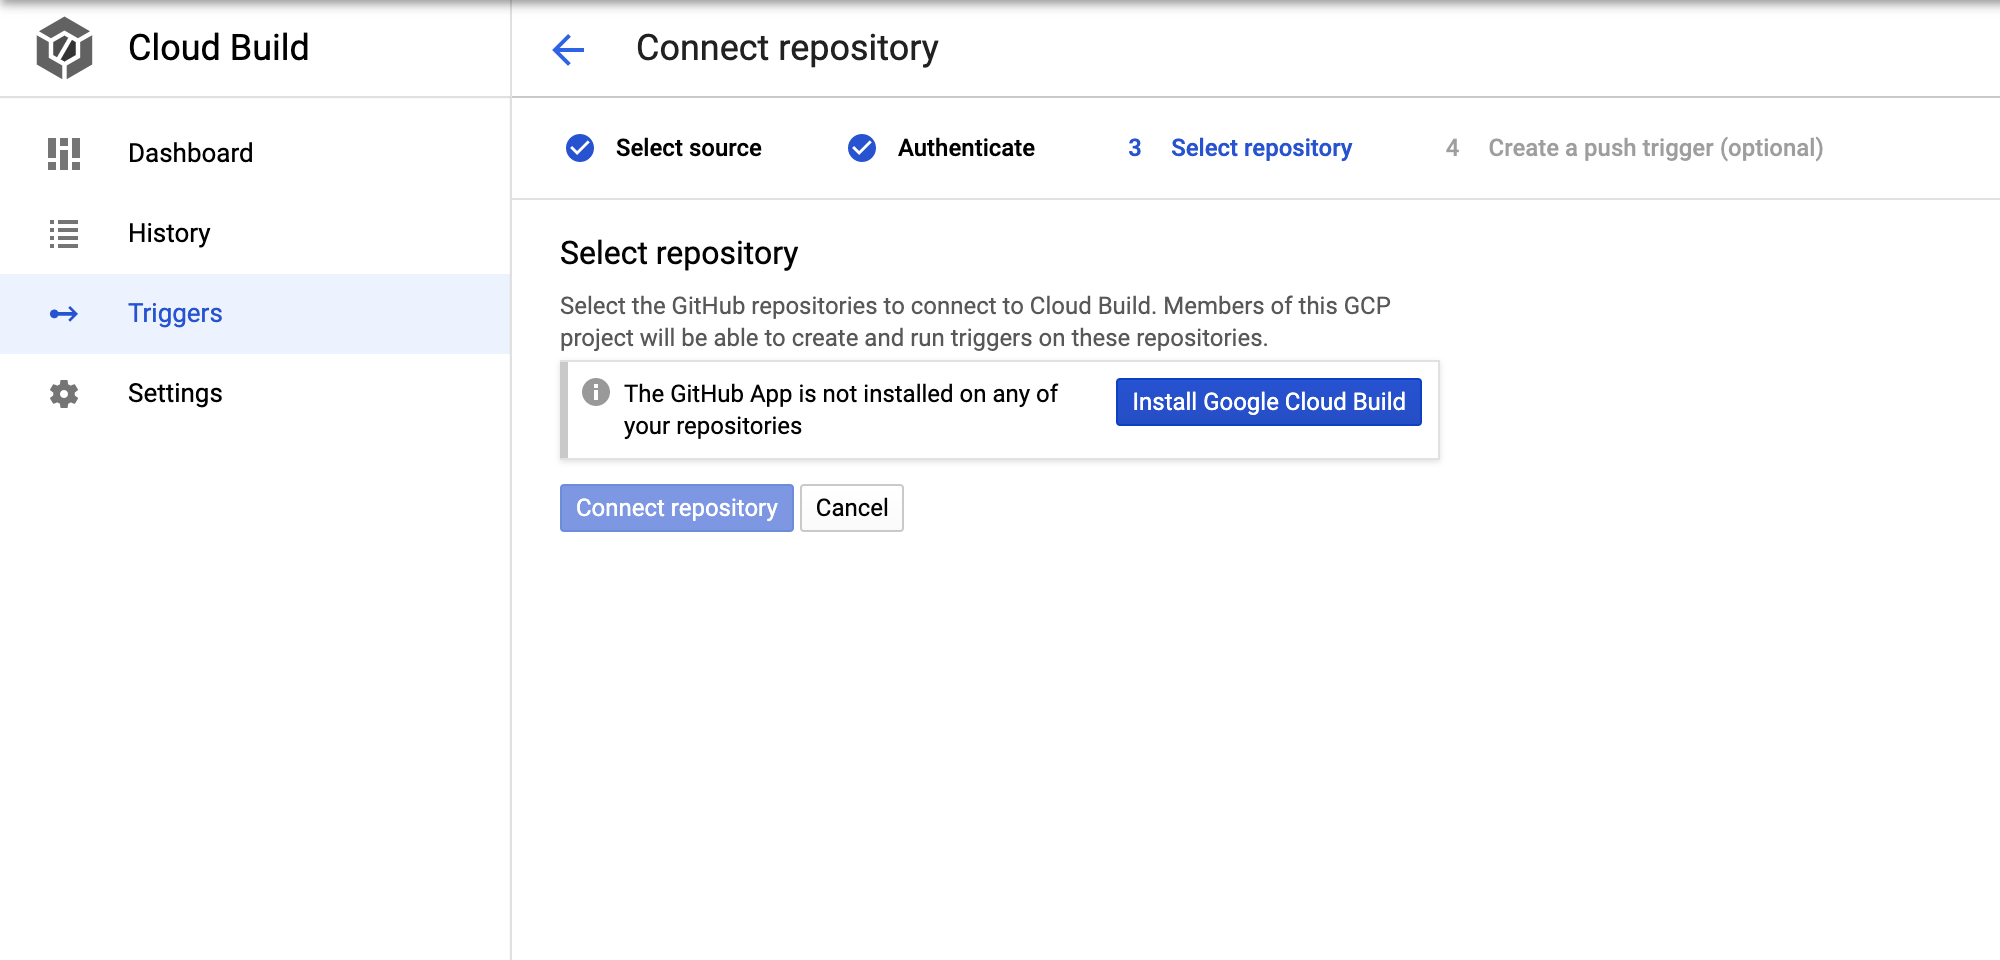 Cloud Build
Connect repository
Dashboard
History
Triggers
Settings
Select source
Authenticate
3 Select repository
4 Create a push trigger (optional)
Select repository
Select the GitHub repositories to connect to Cloud Build. Members of this GCP
project will be able to create and run triggers on these repositories.
The GitHub App is not installed on any of
your repositories
Install Google Cloud Build
Connect repository
Cancel